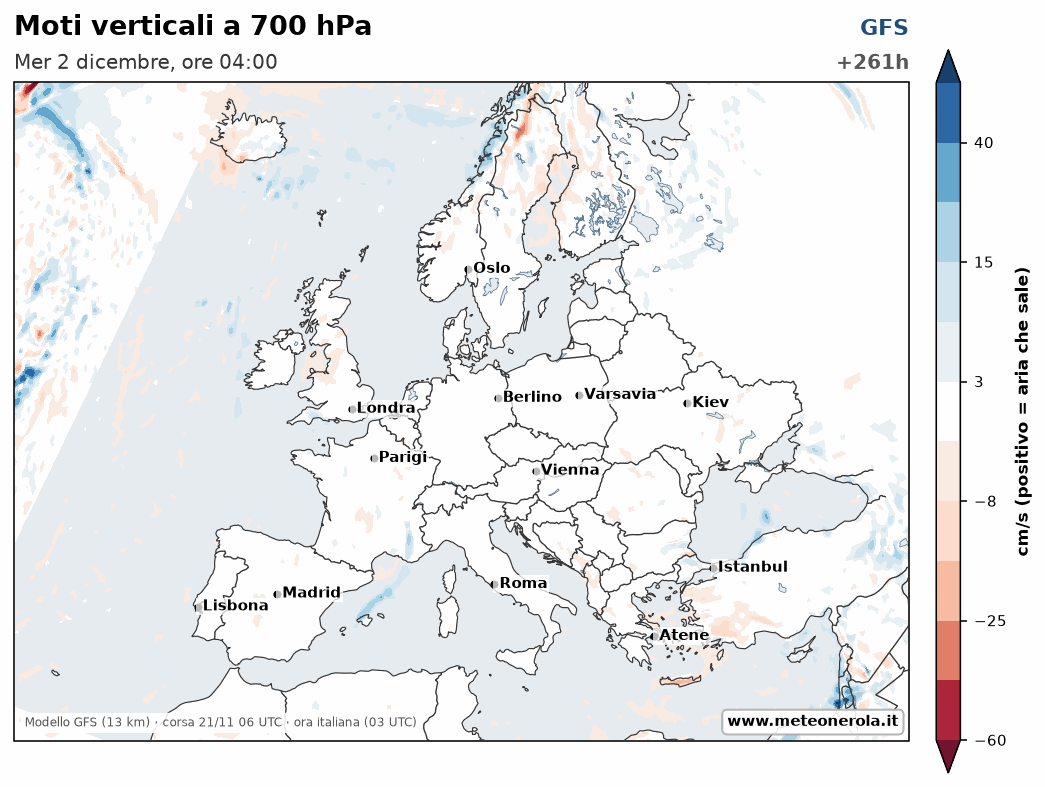 Moti verticali a 700 hPa
GFS
Mer 2 dicembre, ore 04:00
+261h
40
15
3
−8
−25
−60
cm/s (positivo = aria che sale)
Oslo
Londra
Berlino
Varsavia
Kiev
Parigi
Vienna
Istanbul
Roma
Madrid
Lisbona
Atene
Modello GFS (13 km) · corsa 21/11 06 UTC · ora italiana (03 UTC)
www.meteonerola.it